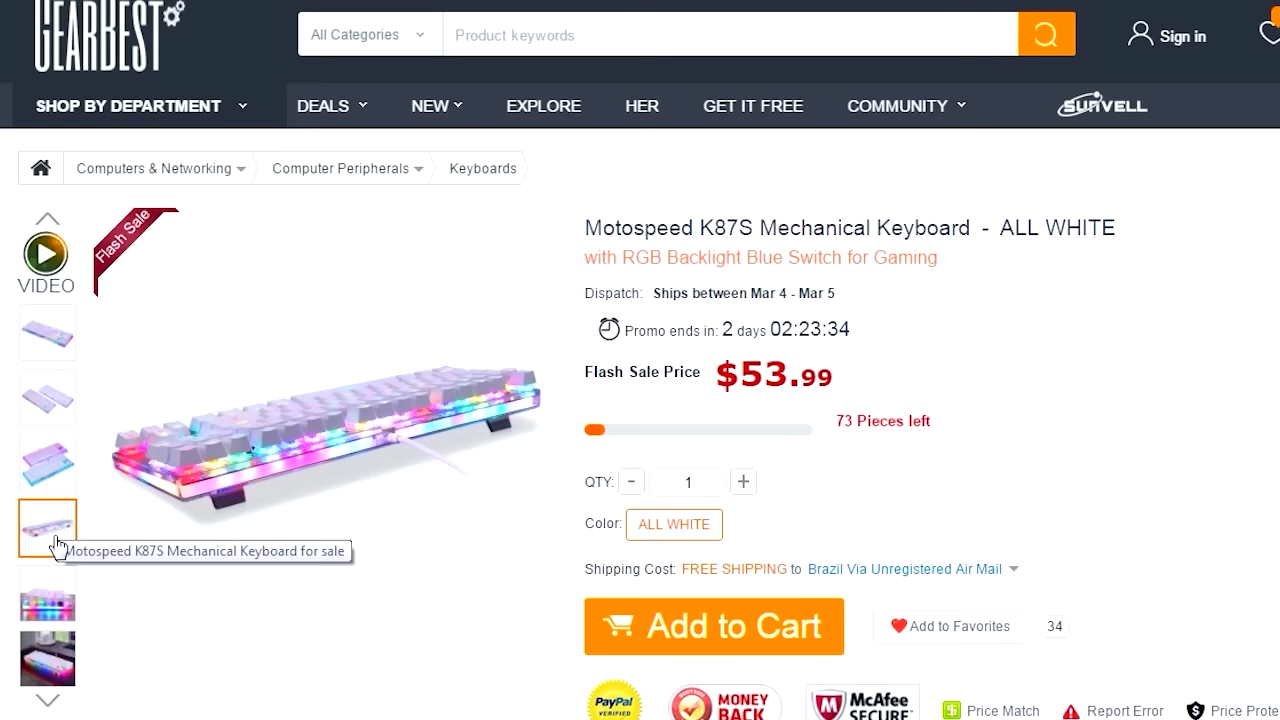 GEARBEST
All Categories
Product keywords
Sign in
SHOP BY DEPARTMENT
DEALS
NEW
EXPLORE
HER
GET IT FREE
COMMUNITY
SUNVELL
Computers & Networking
Computer Peripherals
Keyboards
VIDEO
Flash Sale
Motospeed K87S Mechanical Keyboard - ALL WHITE
with RGB Backlight Blue Switch for Gaming
Dispatch: Ships between Mar 4 - Mar 5
Promo ends in: 2 days 02:23:34
Flash Sale Price $53.99
73 Pieces left
QTY: - 1 +
Color: ALL WHITE
Motospeed K87S Mechanical Keyboard for sale
Shipping Cost: FREE SHIPPING to Brazil Via Unregistered Air Mail
Add to Cart
Add to Favorites
34
PayPal
VERIFIED
MONEY
BACK
McAfee
SECURE
Price Match
Report Error
Price Prote